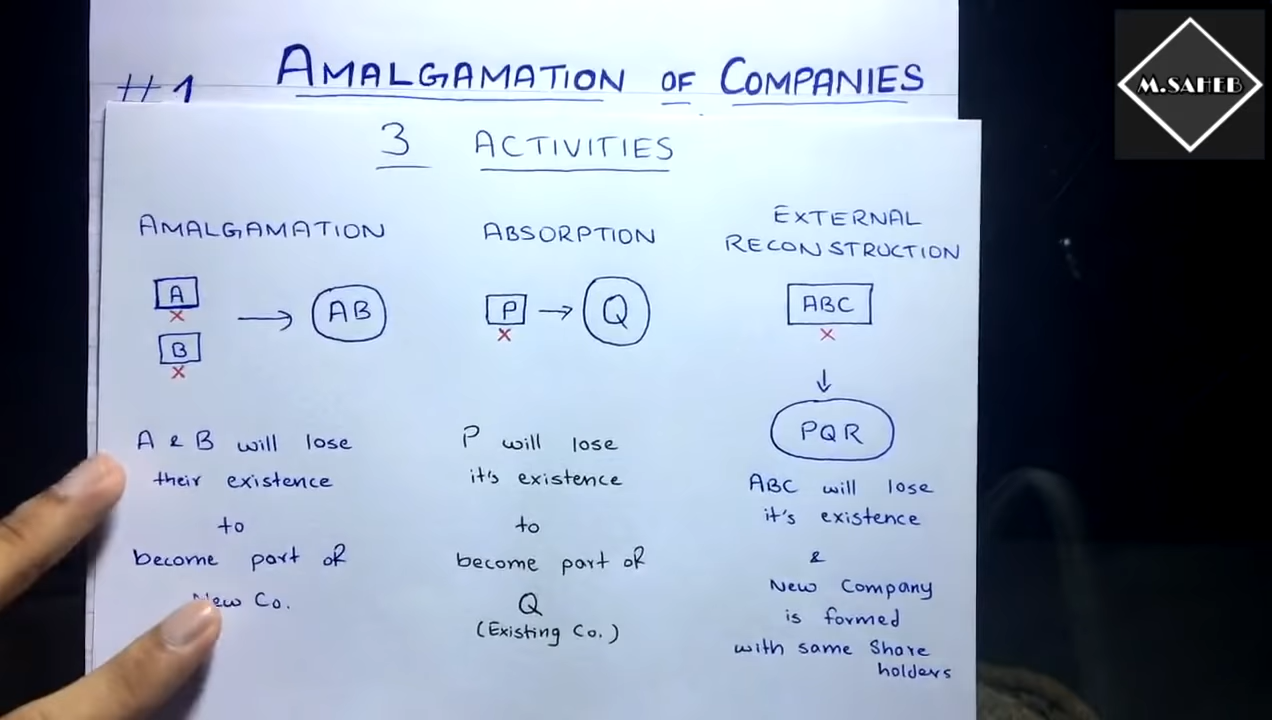 #1 AMALGAMATION OF COMPANIES
M.SAHEB
3 ACTIVITIES
AMALGAMATION
A
B
AB
A & B will lose
their existence
to
become part of
New Co.
ABSORPTION
P
Q
P will lose
it's existence
to
become part of
Q
(Existing Co.)
EXTERNAL
RECONSTRUCTION
ABC
PQR
ABC will lose
it's existence
&
New Company
is formed
with same Share
holders